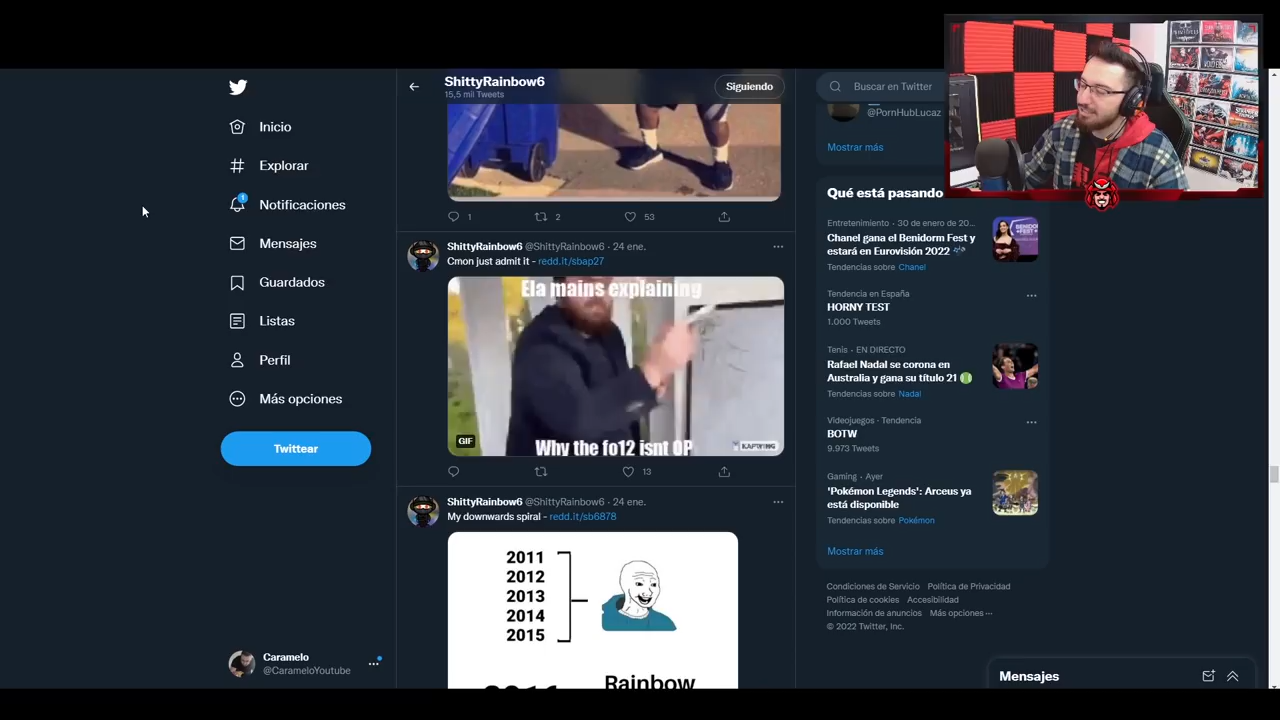 Inicio
Explorar
1
Notificaciones
Mensajes
Guardados
Listas
Perfil
Más opciones
Twittear
Caramelo
@CarameloYoutube
ShittyRainbow6
15,5 mil Tweets
Siguiendo
1
2
53
ShittyRainbow6 @ShittyRainbow6 · 24 ene.
Cmon just admit it - redd.it/sbap27
Ela mains explaining
Why the fo12 isnt OP
GIF
KAPWING
13
ShittyRainbow6 @ShittyRainbow6 · 24 ene.
My downwards spiral - redd.it/sb6878
2011
2012
2013
2014
2015
Rainbow
Buscar en Twitter
@PornHubLucaz
Mostrar más
Qué está pasando
Entretenimiento · 30 de enero de 20...
Chanel gana el Benidorm Fest y
estará en Eurovisión 2022
Tendencias sobre Chanel
Tendencia en España
HORNY TEST
1.000 Tweets
Tenis · EN DIRECTO
Rafael Nadal se corona en
Australia y gana su título 21
Tendencias sobre Nadal
Videojuegos · Tendencia
BOTW
9.973 Tweets
Gaming · Ayer
'Pokémon Legends': Arceus ya
está disponible
Tendencias sobre Pokémon
Mostrar más
Condiciones de Servicio Política de Privacidad
Política de cookies Accesibilidad
Información de anuncios Más opciones ···
© 2022 Twitter, Inc.
Mensajes